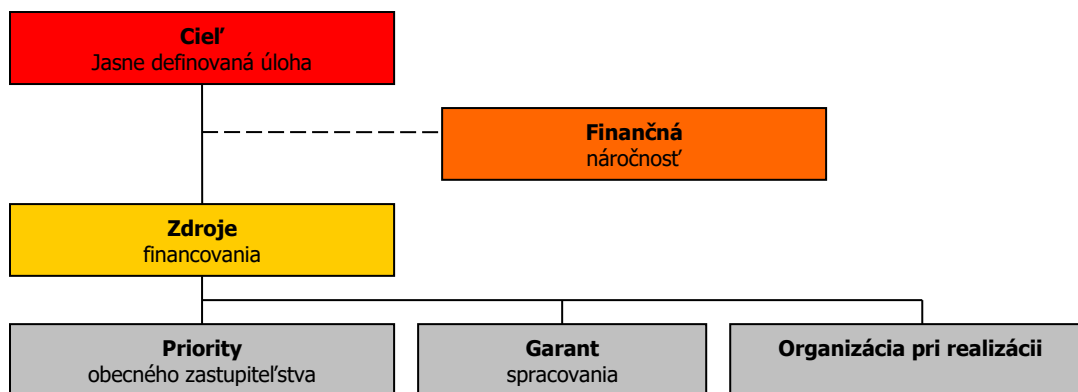 Cieľ
Jasne definovaná úloha
Finančná
náročnosť
Zdroje
financovania
Priority
obecného zastupiteľstva
Garant
spracovania
Organizácia pri realizácii